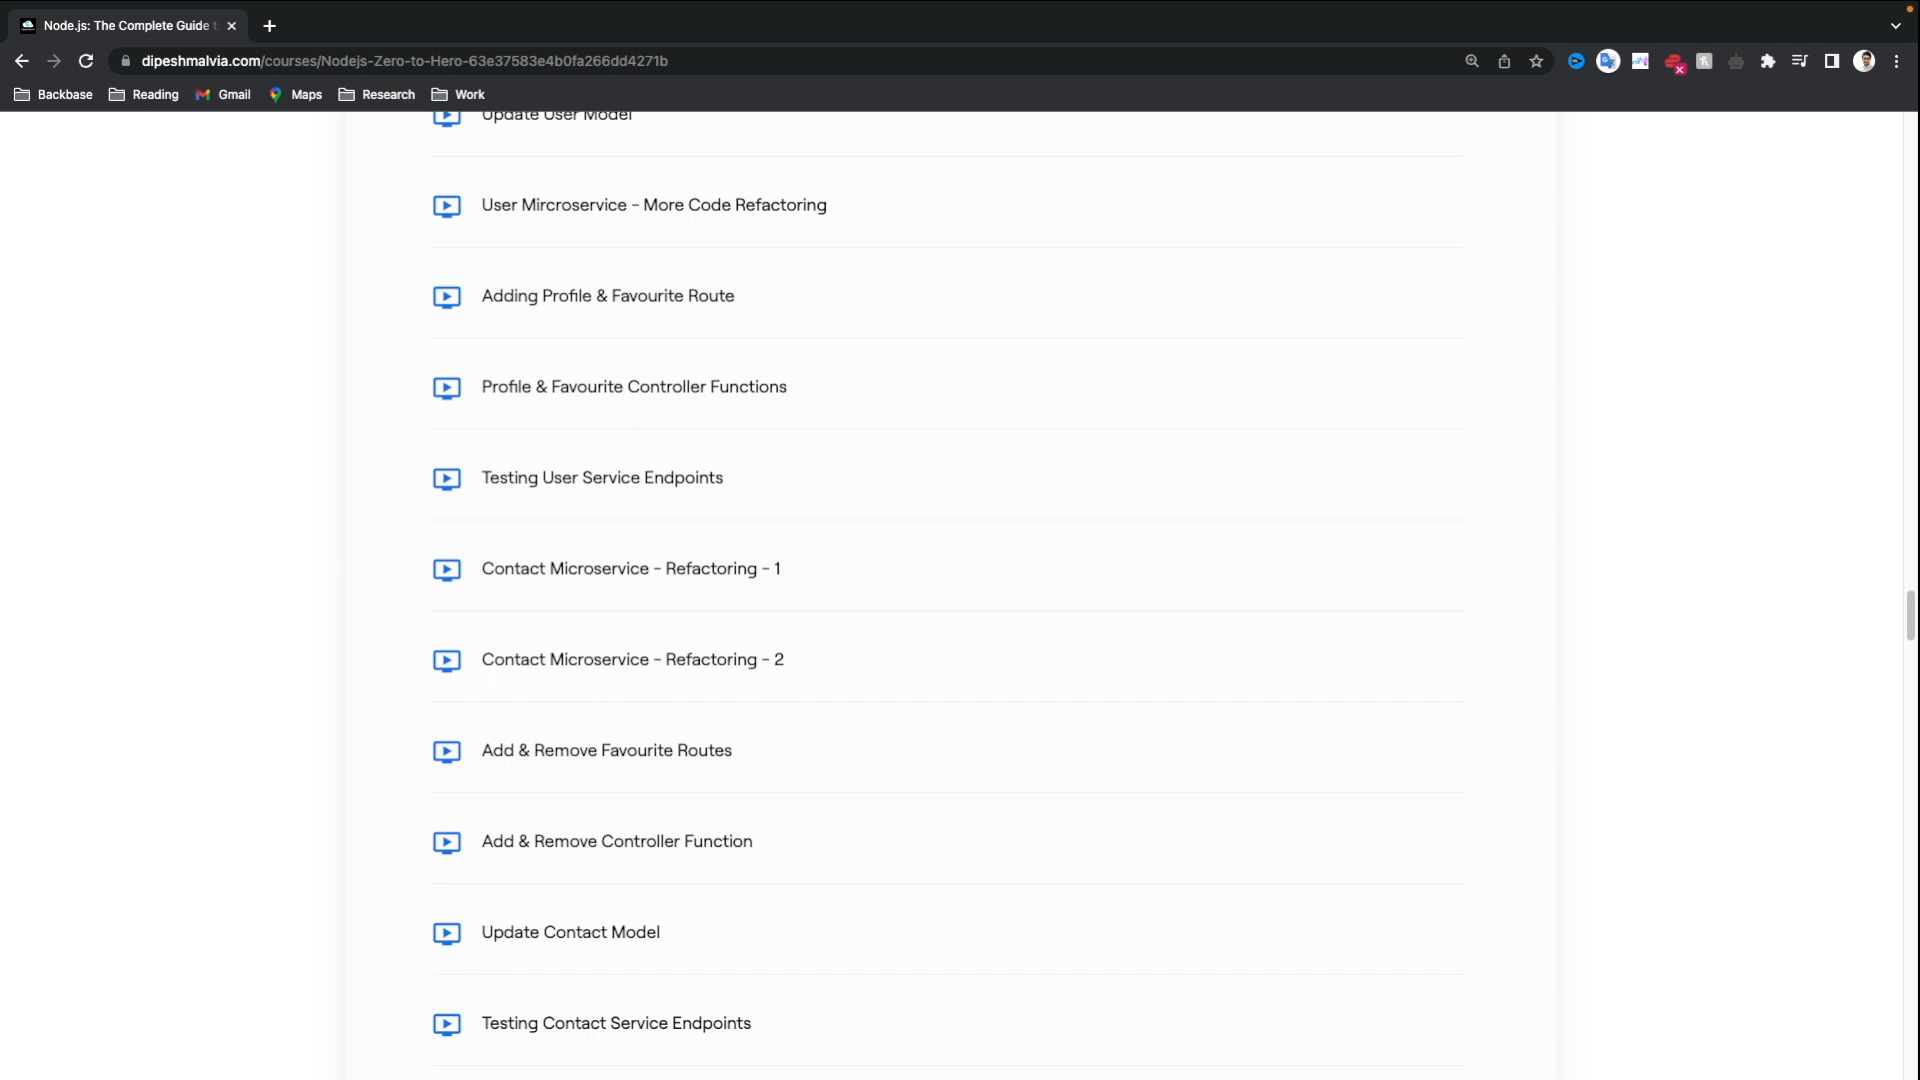 Node.js: The Complete Guide t
dipeshmalvia.com/courses/Nodejs-Zero-to-Hero-63e37583e4b0fa266dd4271b
Backbase
Reading
Gmail
Maps
Research
Work
Update User Model
User Mircroservice - More Code Refactoring
Adding Profile & Favourite Route
Profile & Favourite Controller Functions
Testing User Service Endpoints
Contact Microservice - Refactoring - 1
Contact Microservice - Refactoring - 2
Add & Remove Favourite Routes
Add & Remove Controller Function
Update Contact Model
Testing Contact Service Endpoints